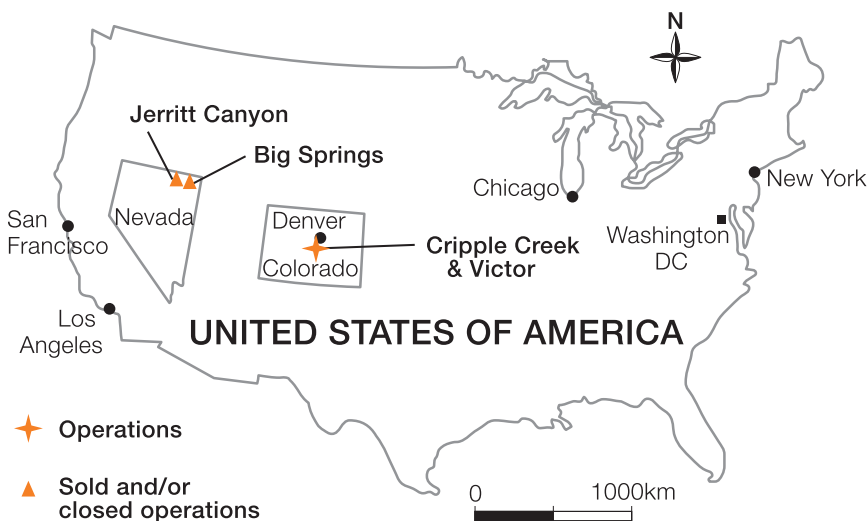 N
Jerritt Canyon
Big Springs
Chicago
New York
Nevada
Denver
San
Francisco
Washington
DC
Cripple Creek
& Victor
Colorado
Los
Angeles
UNITED STATES OF AMERICA
Operations
Sold and/or
closed operations
0
1000km